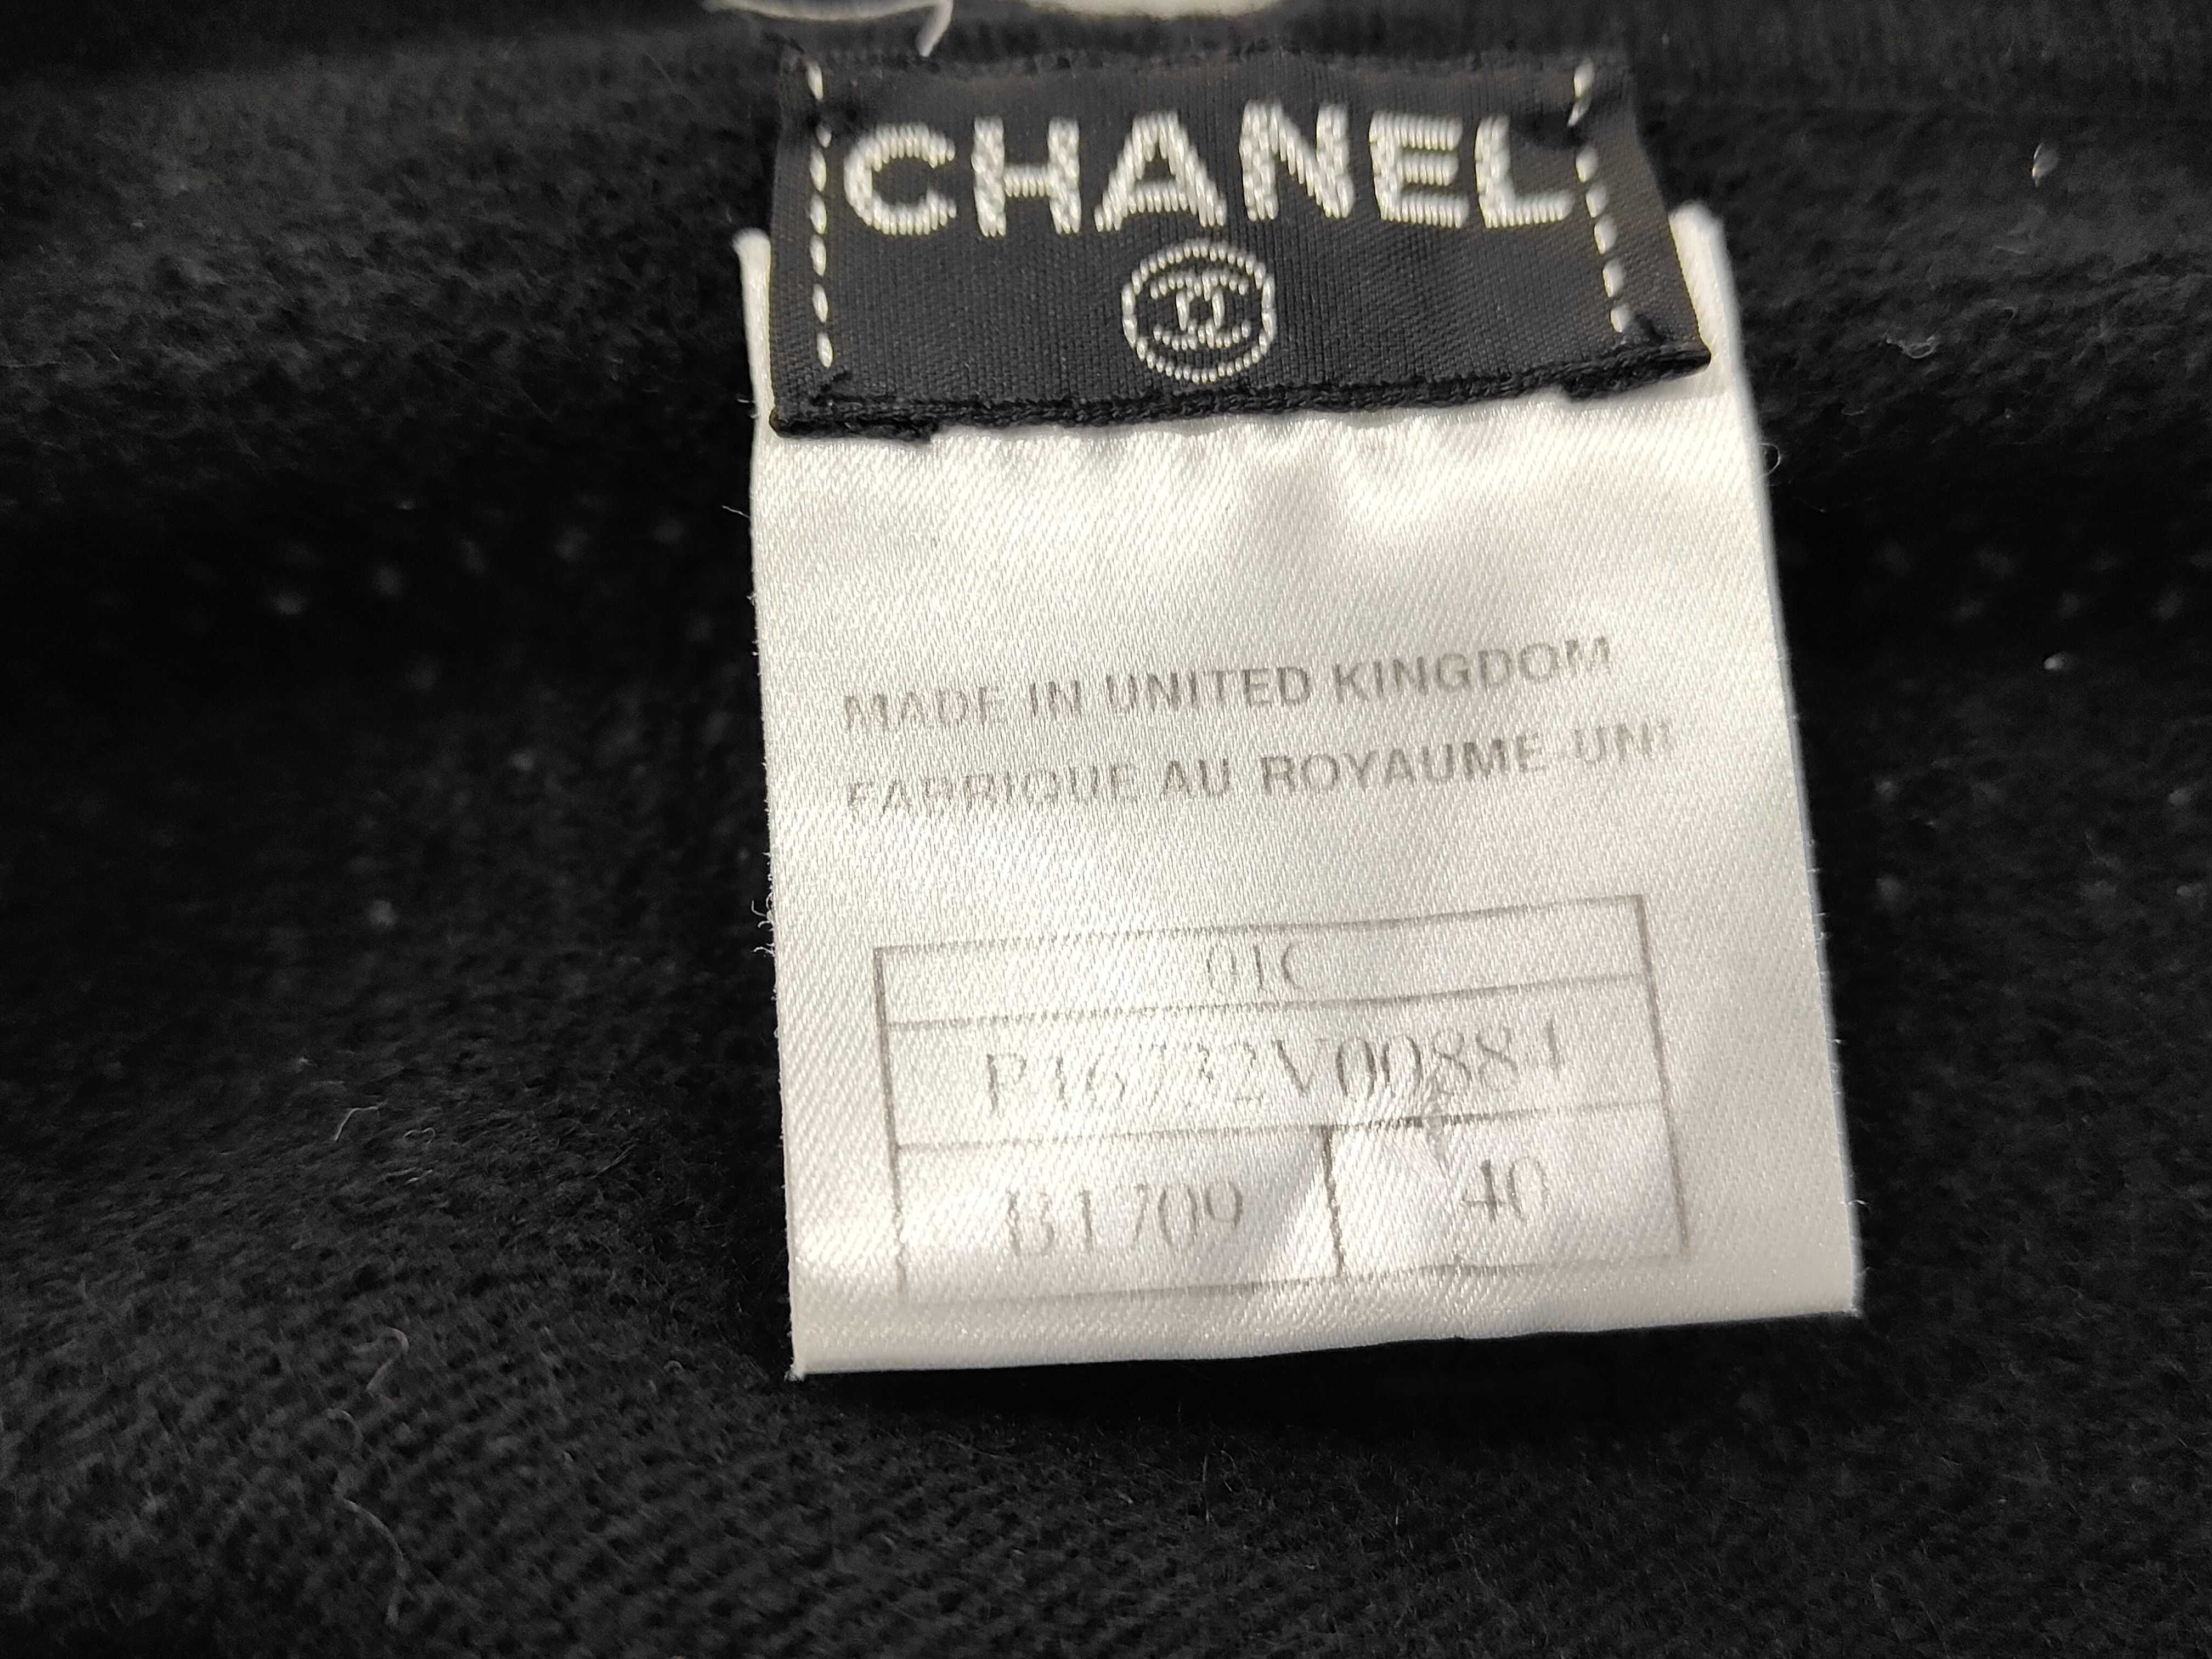 CHANEL
MADE IN UNITED KINGDOM
FABRIQUE AU ROYAUME-UNI
01C
P16732V00884
B1709 40